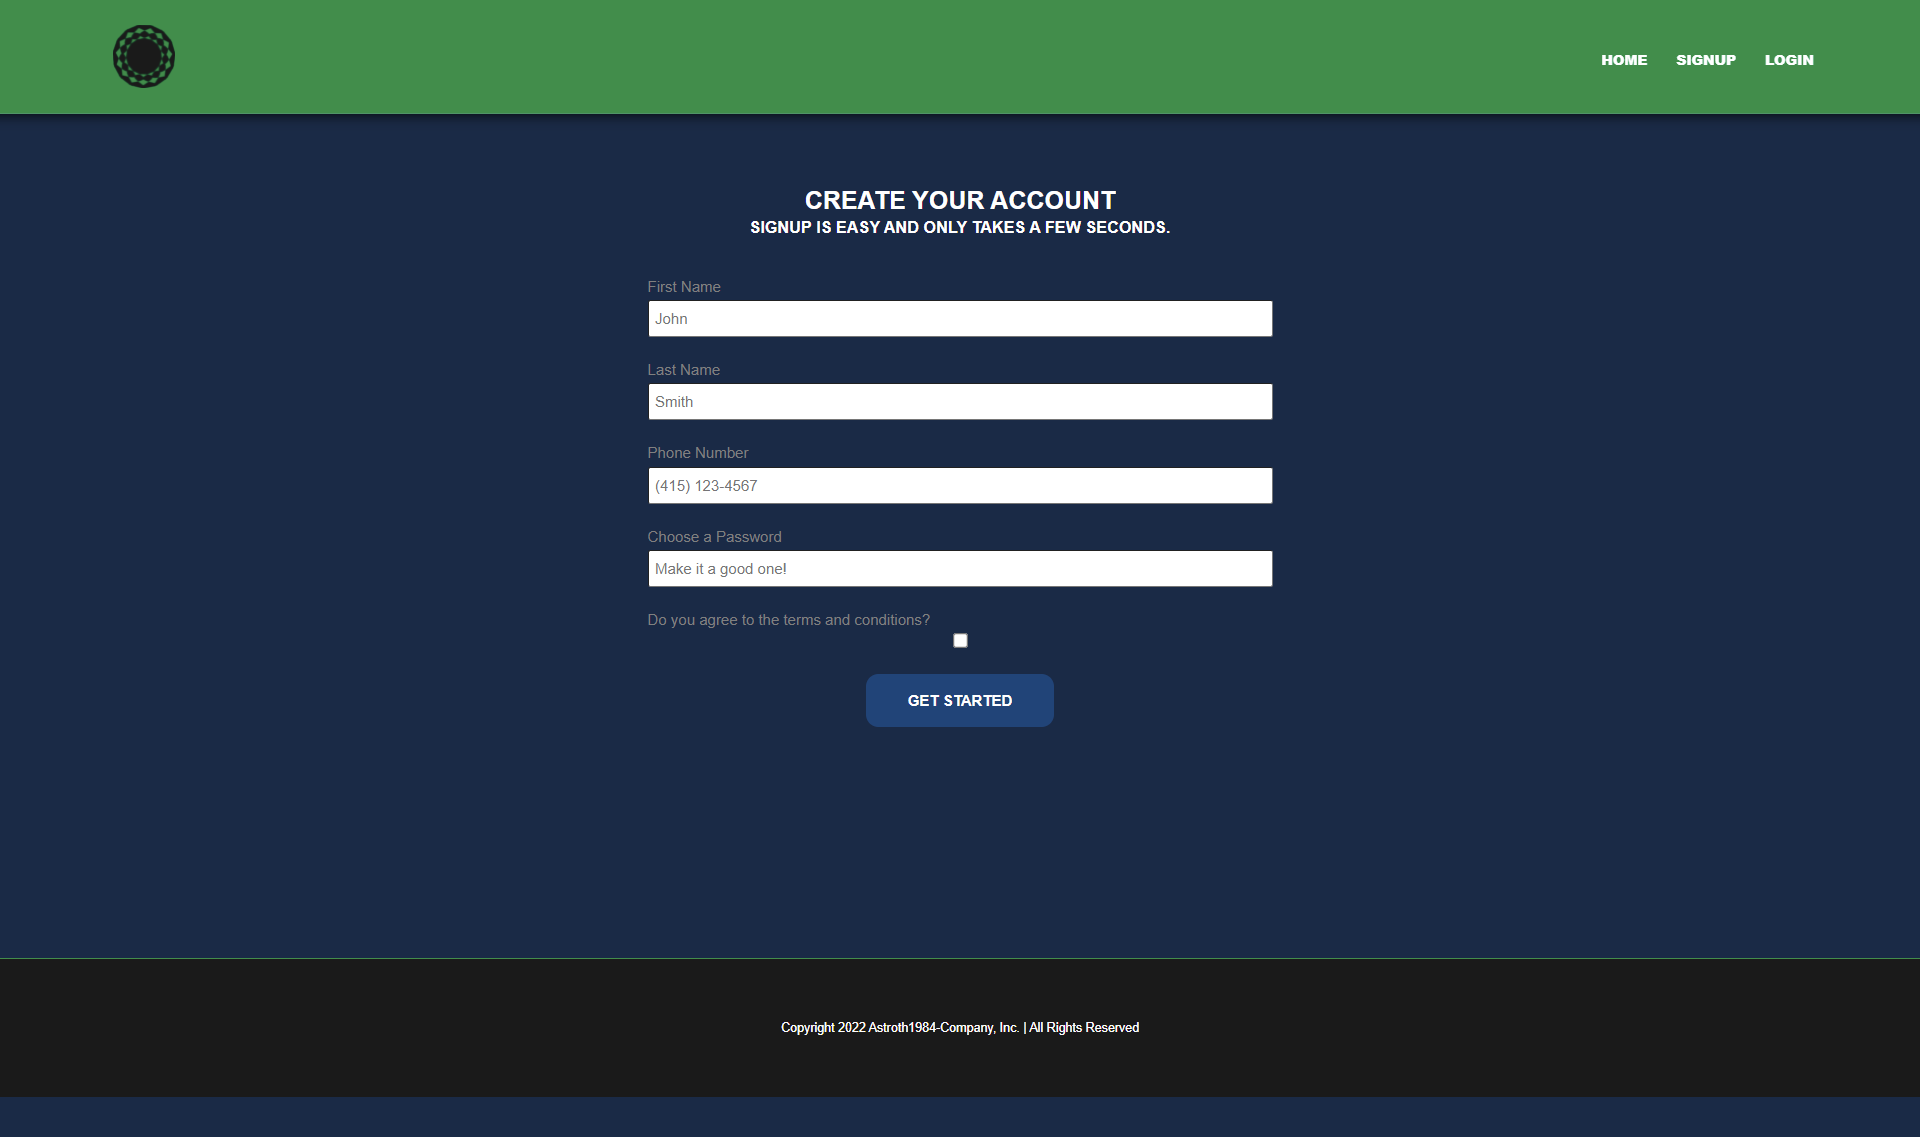 HOME SIGNUP LOGIN
CREATE YOUR ACCOUNT
SIGNUP IS EASY AND ONLY TAKES A FEW SECONDS.
First Name
John
Last Name
Smith
Phone Number
(415) 123-4567
Choose a Password
Make it a good one!
Do you agree to the terms and conditions?
GET STARTED
Copyright 2022 Astroth1984-Company, Inc. | All Rights Reserved